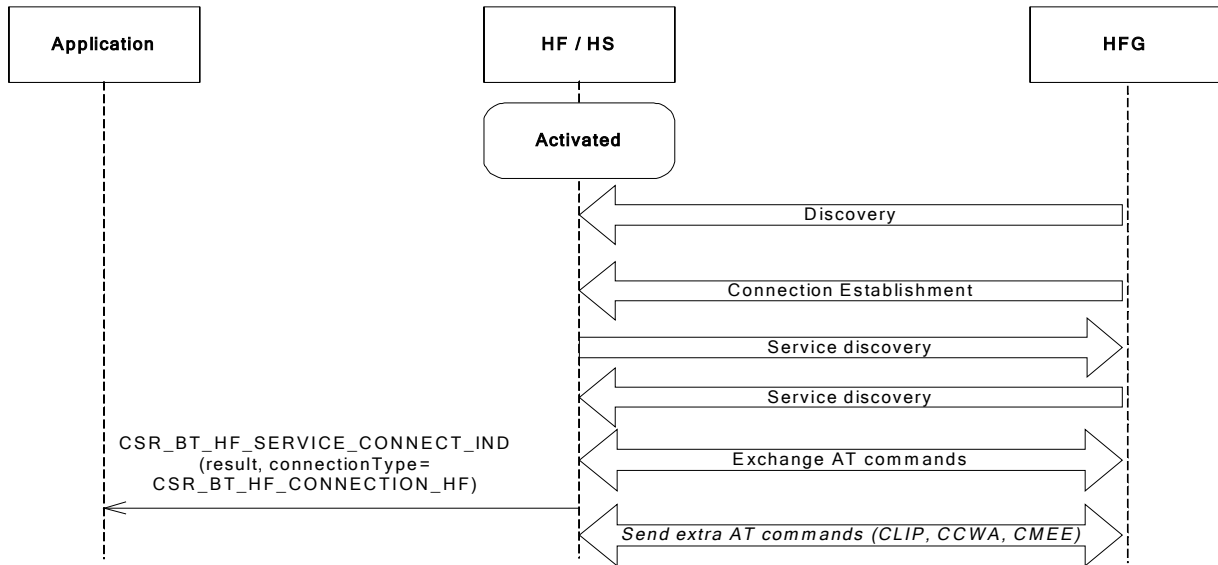 Application
HF / HS
HFG
Activated
Discovery
Connection Establishment
Service discovery
Service discovery
CSR_BT_HF_SERVICE_CONNECT_IND
(result, connectionType=
CSR_BT_HF_CONNECTION_HF)
Exchange AT commands
Send extra AT commands (CLIP, CCWA, CMEE)